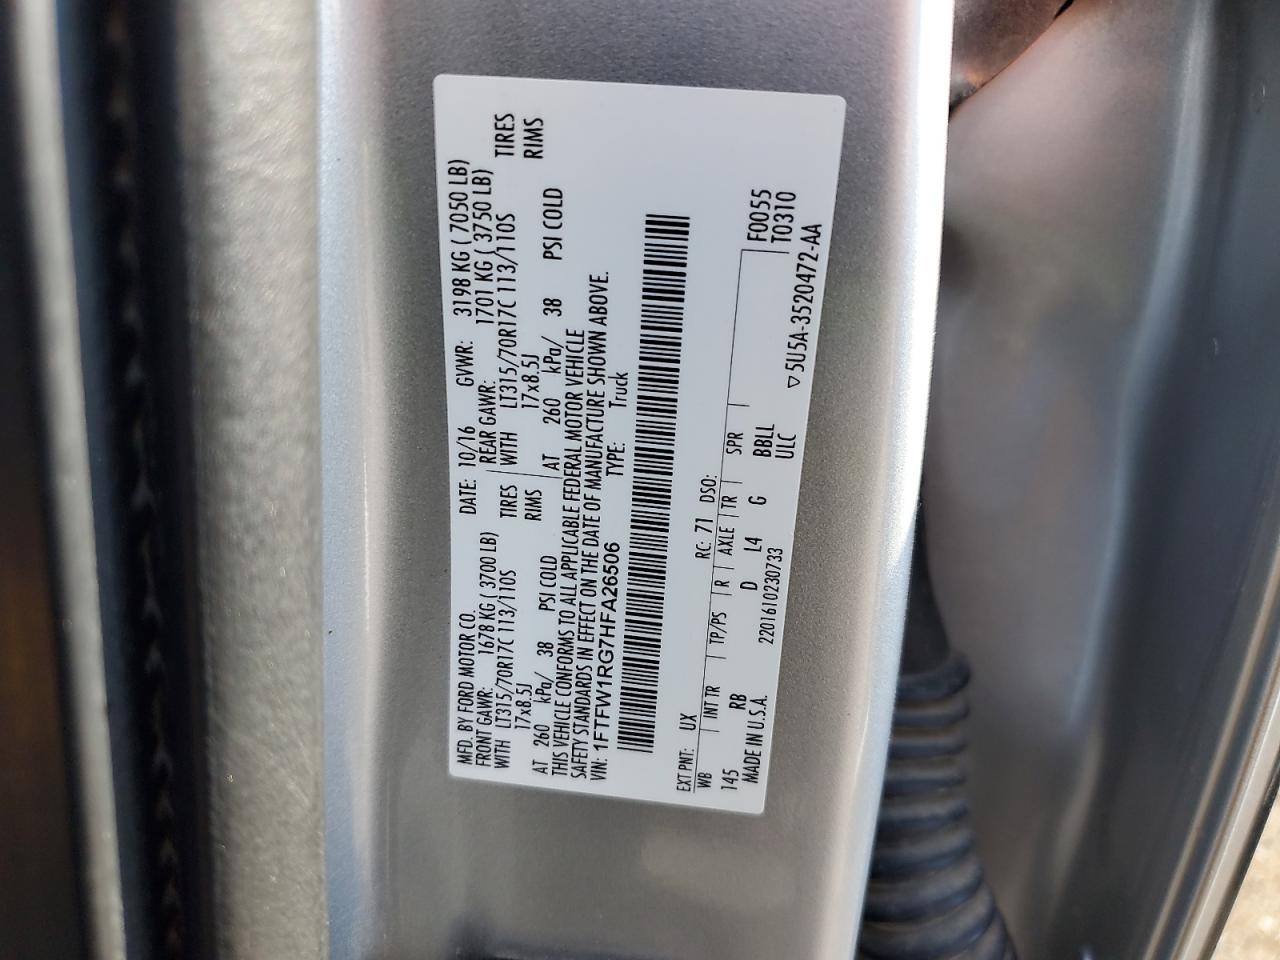 MFD. BY FORD MOTOR CO. DATE: 10/16 GVWR: 3198 KG ( 7050 LB)
FRONT GAWR: 1678 KG ( 3700 LB) REAR GAWR: 1701 KG ( 3750 LB)
WITH LT315/70R17C 113/110S TIRES WITH LT315/70R17C 113/110S TIRES
17x8.5J RIMS 17x8.5J RIMS
AT 260 kPa/ 38 PSI COLD AT 260 kPa/ 38 PSI COLD
THIS VEHICLE CONFORMS TO ALL APPLICABLE FEDERAL MOTOR VEHICLE
SAFETY STANDARDS IN EFFECT ON THE DATE OF MANUFACTURE SHOWN ABOVE.
VIN: 1FTFW1RG7HFA26506 TYPE: Truck
EXT PNT: UX RC: 71 DSO:
WB INT TR TP/PS R AXLE TR SPR F0055
145 RB D L4 G BBLL T0310
MADE IN U.S.A. 2201610230733 ULC ▽5U5A-3520472-AA